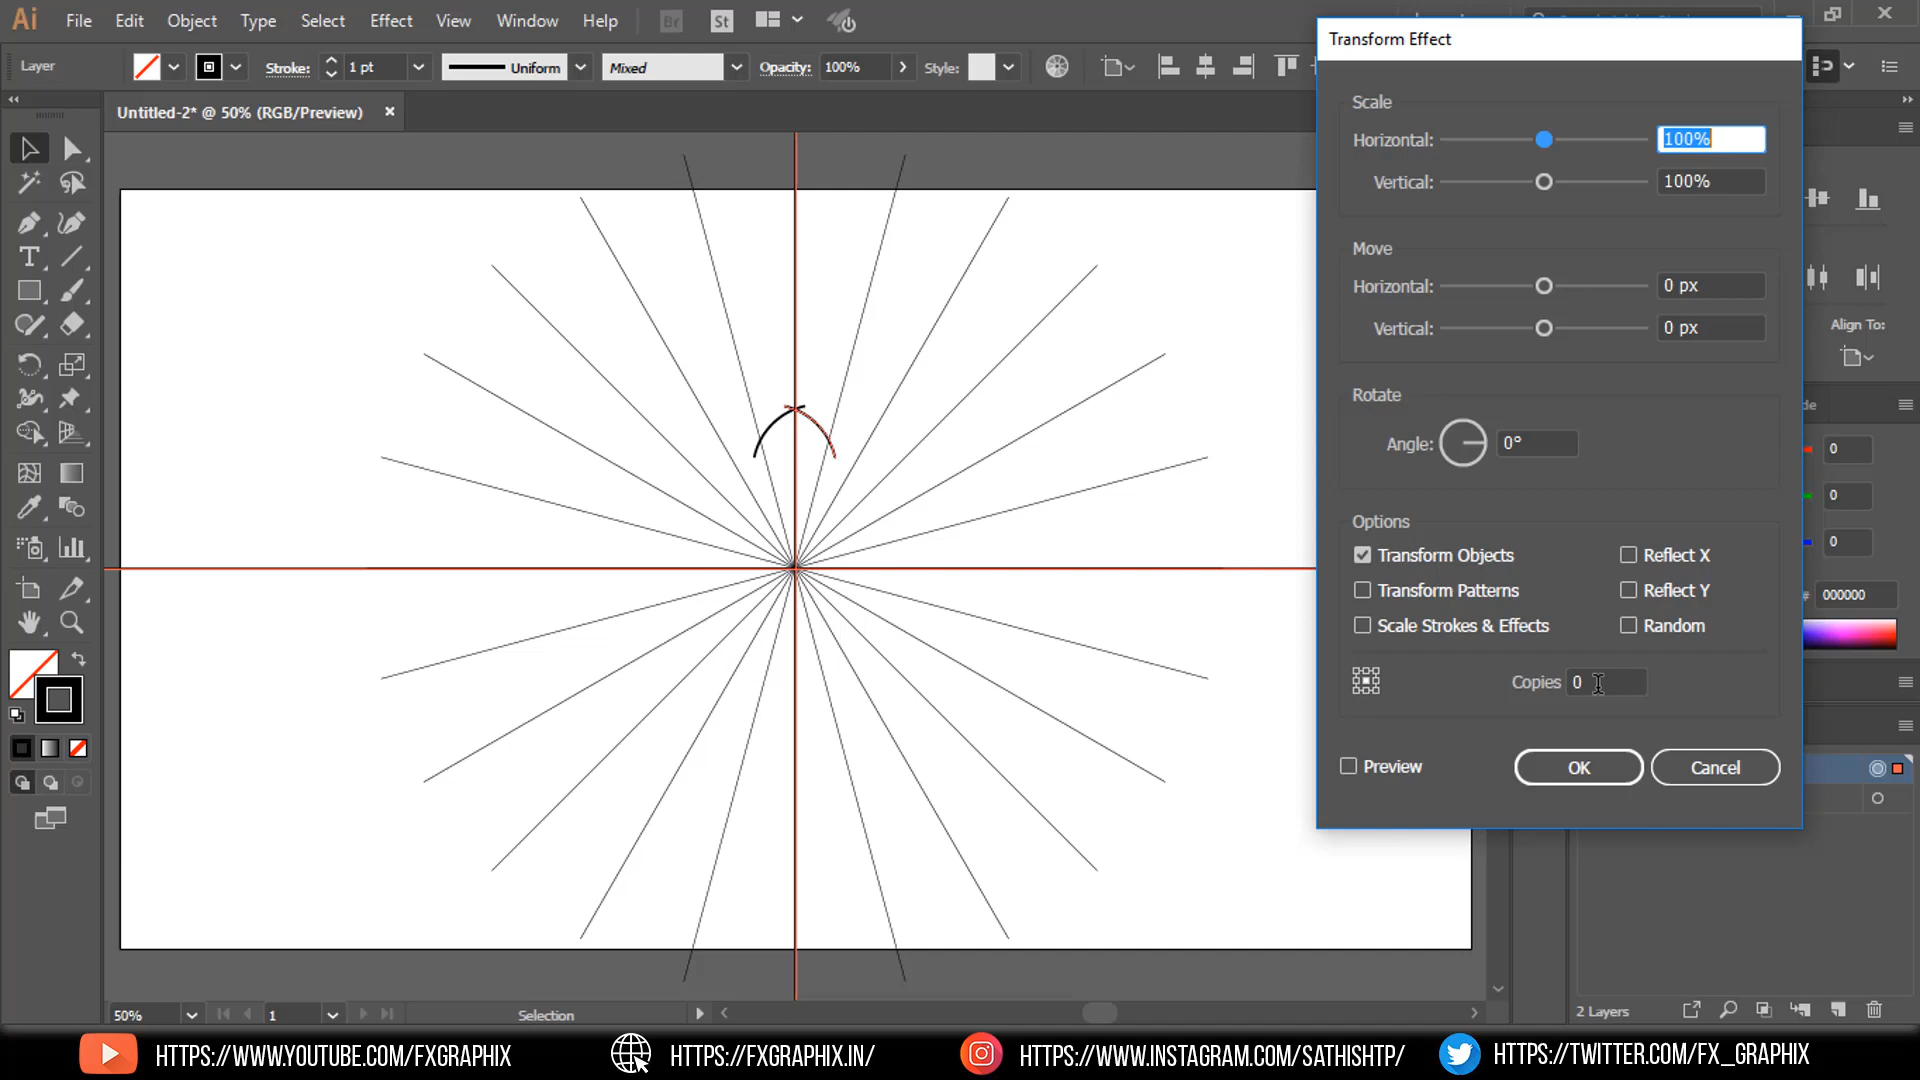 Ai File Edit Object Type Select Effect View Window Help Br St
Transform Effect
Layer Stroke: 1 pt Uniform Mixed Opacity: 100% Style:
Untitled-2* @ 50% (RGB/Preview)
Scale
Horizontal: 100%
Vertical: 100%
Move
Horizontal: 0 px
Vertical: 0 px
Align To:
Rotate
Angle: 0°
0
0
0
# 000000
Options
Transform Objects Reflect X
Transform Patterns Reflect Y
Scale Strokes & Effects Random
Copies 0
Preview OK Cancel
50% 1 Selection 2 Layers
HTTPS://WWW.YOUTUBE.COM/FXGRAPHIX HTTPS://FXGRAPHIX.IN/ HTTPS://WWW.INSTAGRAM.COM/SATHISHTP/ HTTPS://TWITTER.COM/FX_GRAPHIX